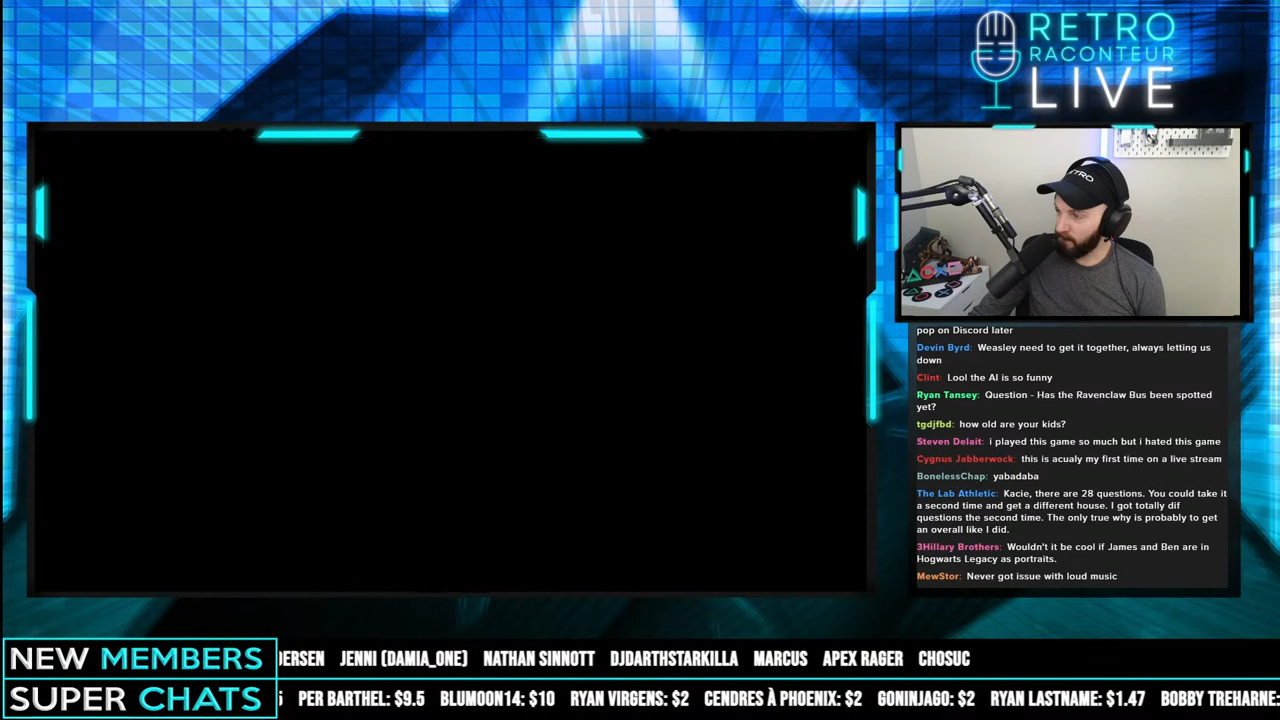 RETRO
RACONTEUR
LIVE
RETRO
pop on Discord later
Devin Byrd: Weasley need to get it together, always letting us
down
Clint: Lool the AI is so funny
Ryan Tansey: Question - Has the Ravenclaw Bus been spotted
yet?
tgdjfbd: how old are your kids?
Steven Delait: i played this game so much but i hated this game
Cygnus Jabberwock: this is acualy my first time on a live stream
BonelessChap: yabadaba
The Lab Athletic: Kacie, there are 28 questions. You could take it
a second time and get a different house. I got totally dif
questions the second time. The only true why is probably to get
an overall like I did.
3Hillary Brothers: Wouldn't it be cool if James and Ben are in
Hogwarts Legacy as portraits.
MewStor: Never got issue with loud music
NEW MEMBERS DERSEN JENNI (DAMIA_ONE) NATHAN SINNOTT DJDARTHSTARKILLA MARCUS APEX RAGER CHOSUC
SUPER CHATS PER BARTHEL: $9.5 BLUMOON14: $10 RYAN VIRGENS: $2 CENDRES À PHOENIX: $2 GONINJAGO: $2 RYAN LASTNAME: $1.47 BOBBY TREHARNE: